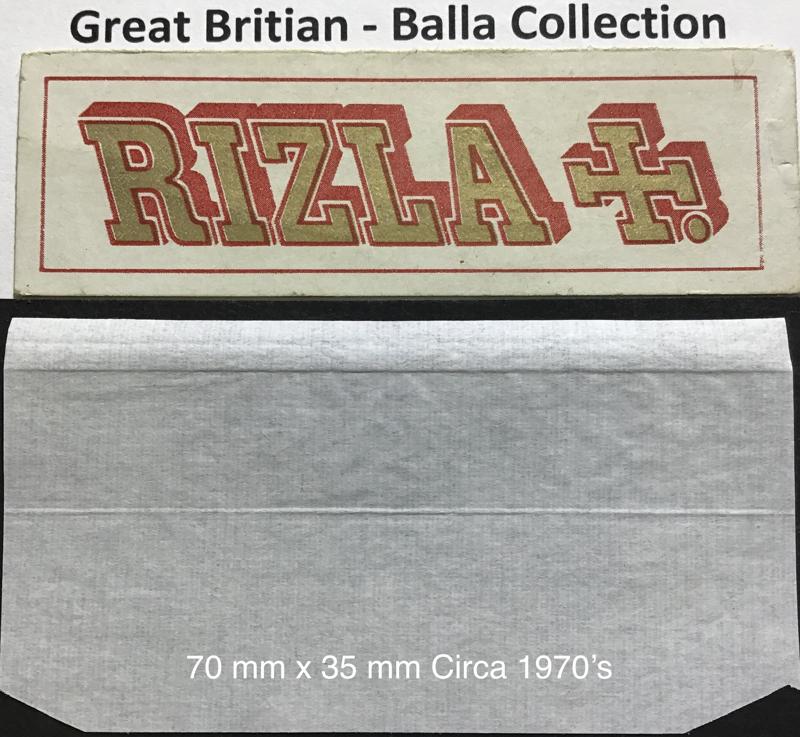 Great Britian - Balla Collection
RIZLA +.
70 mm x 35 mm Circa 1970’s